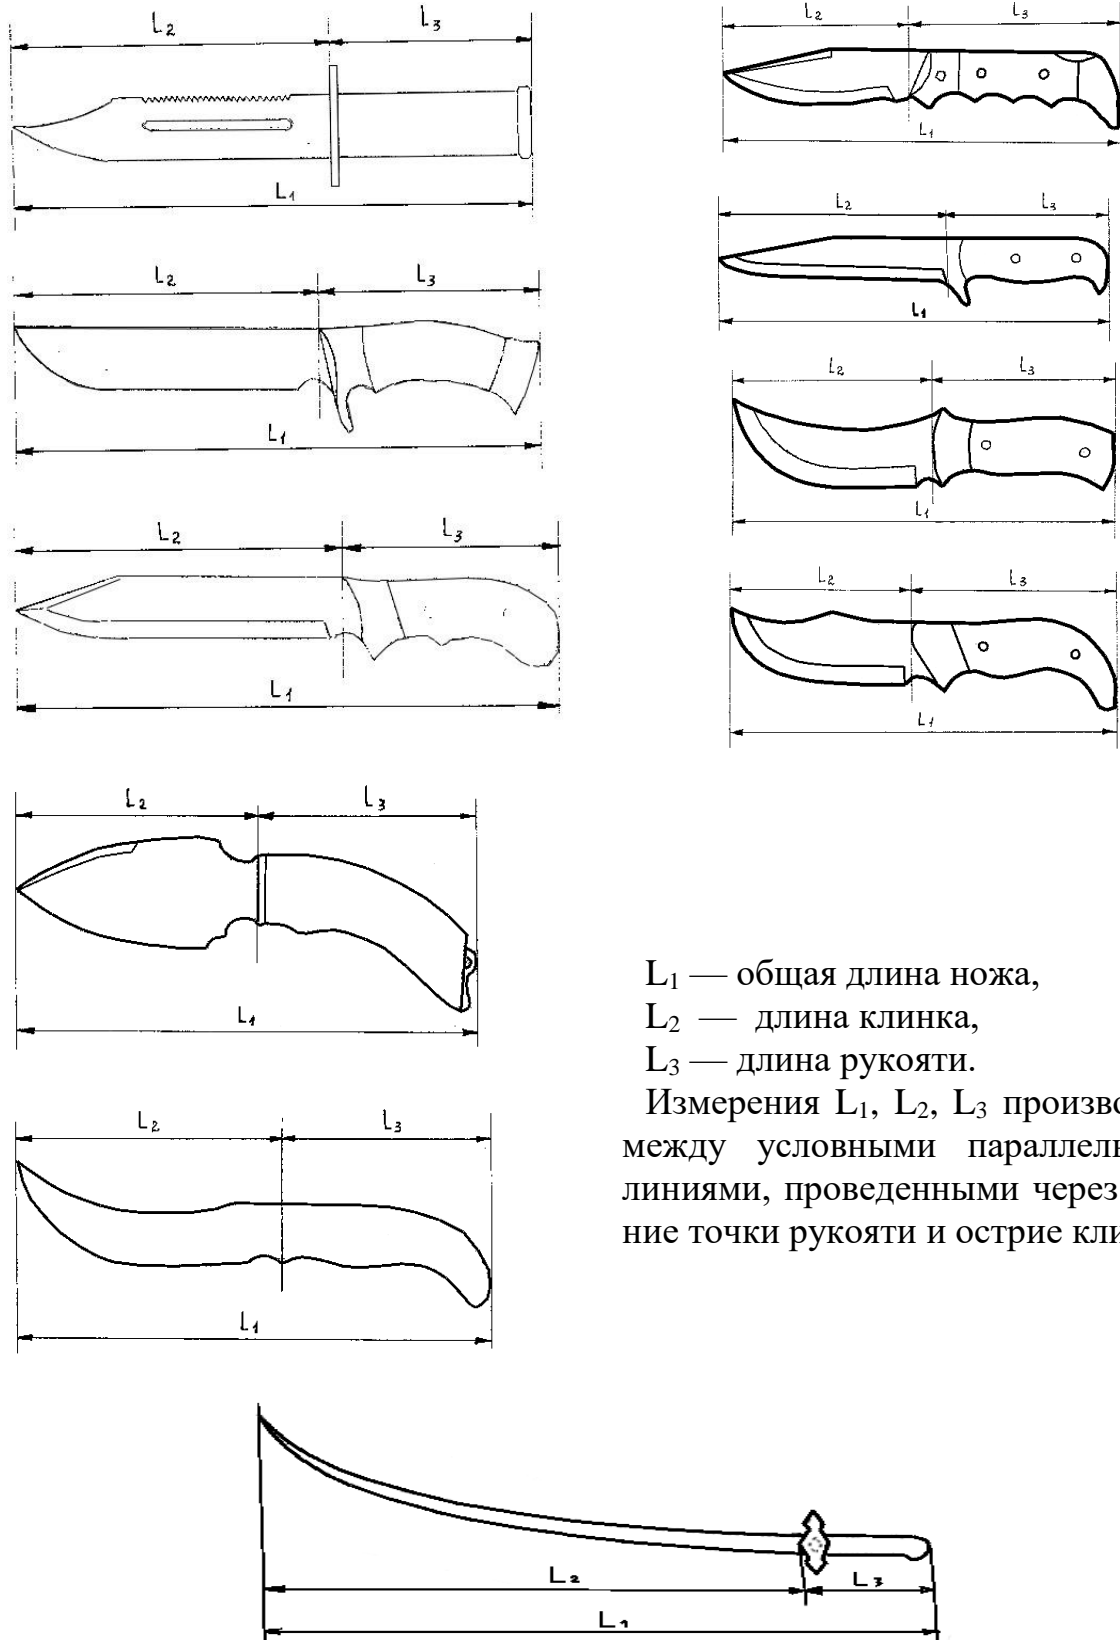 L₂ L₃
L₁
L₂ L₃
L₁
L₂ L₃
L₁
L₂ L₃
L₁
L₂ L₃
L₁
L₂ L₃
L₁
L₂ L₃
L₁
L₂ L₃
L₁
L₂ L₃
L₁
L₁ — общая длина ножа,
L₂ — длина клинка,
L₃ — длина рукояти.
Измерения L₁, L₂, L₃ произво
между условными параллель
линиями, проведенными через
ние точки рукояти и острие кли
L₂ L₃
L₁